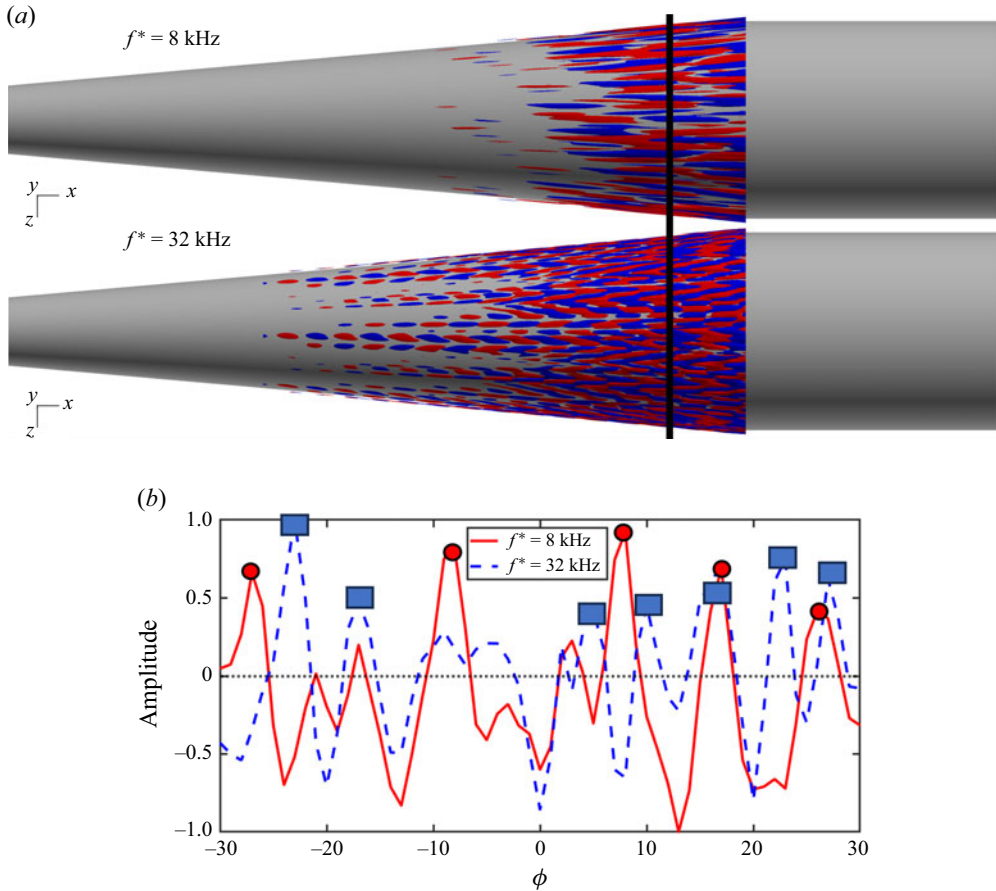 (a)
f* = 8 kHz
y x
z
f* = 32 kHz
y x
z
(b)
1.0
f* = 8 kHz
f* = 32 kHz
0.5
Amplitude
0
–0.5
–1.0
–30 –20 –10 0 10 20 30
ϕ